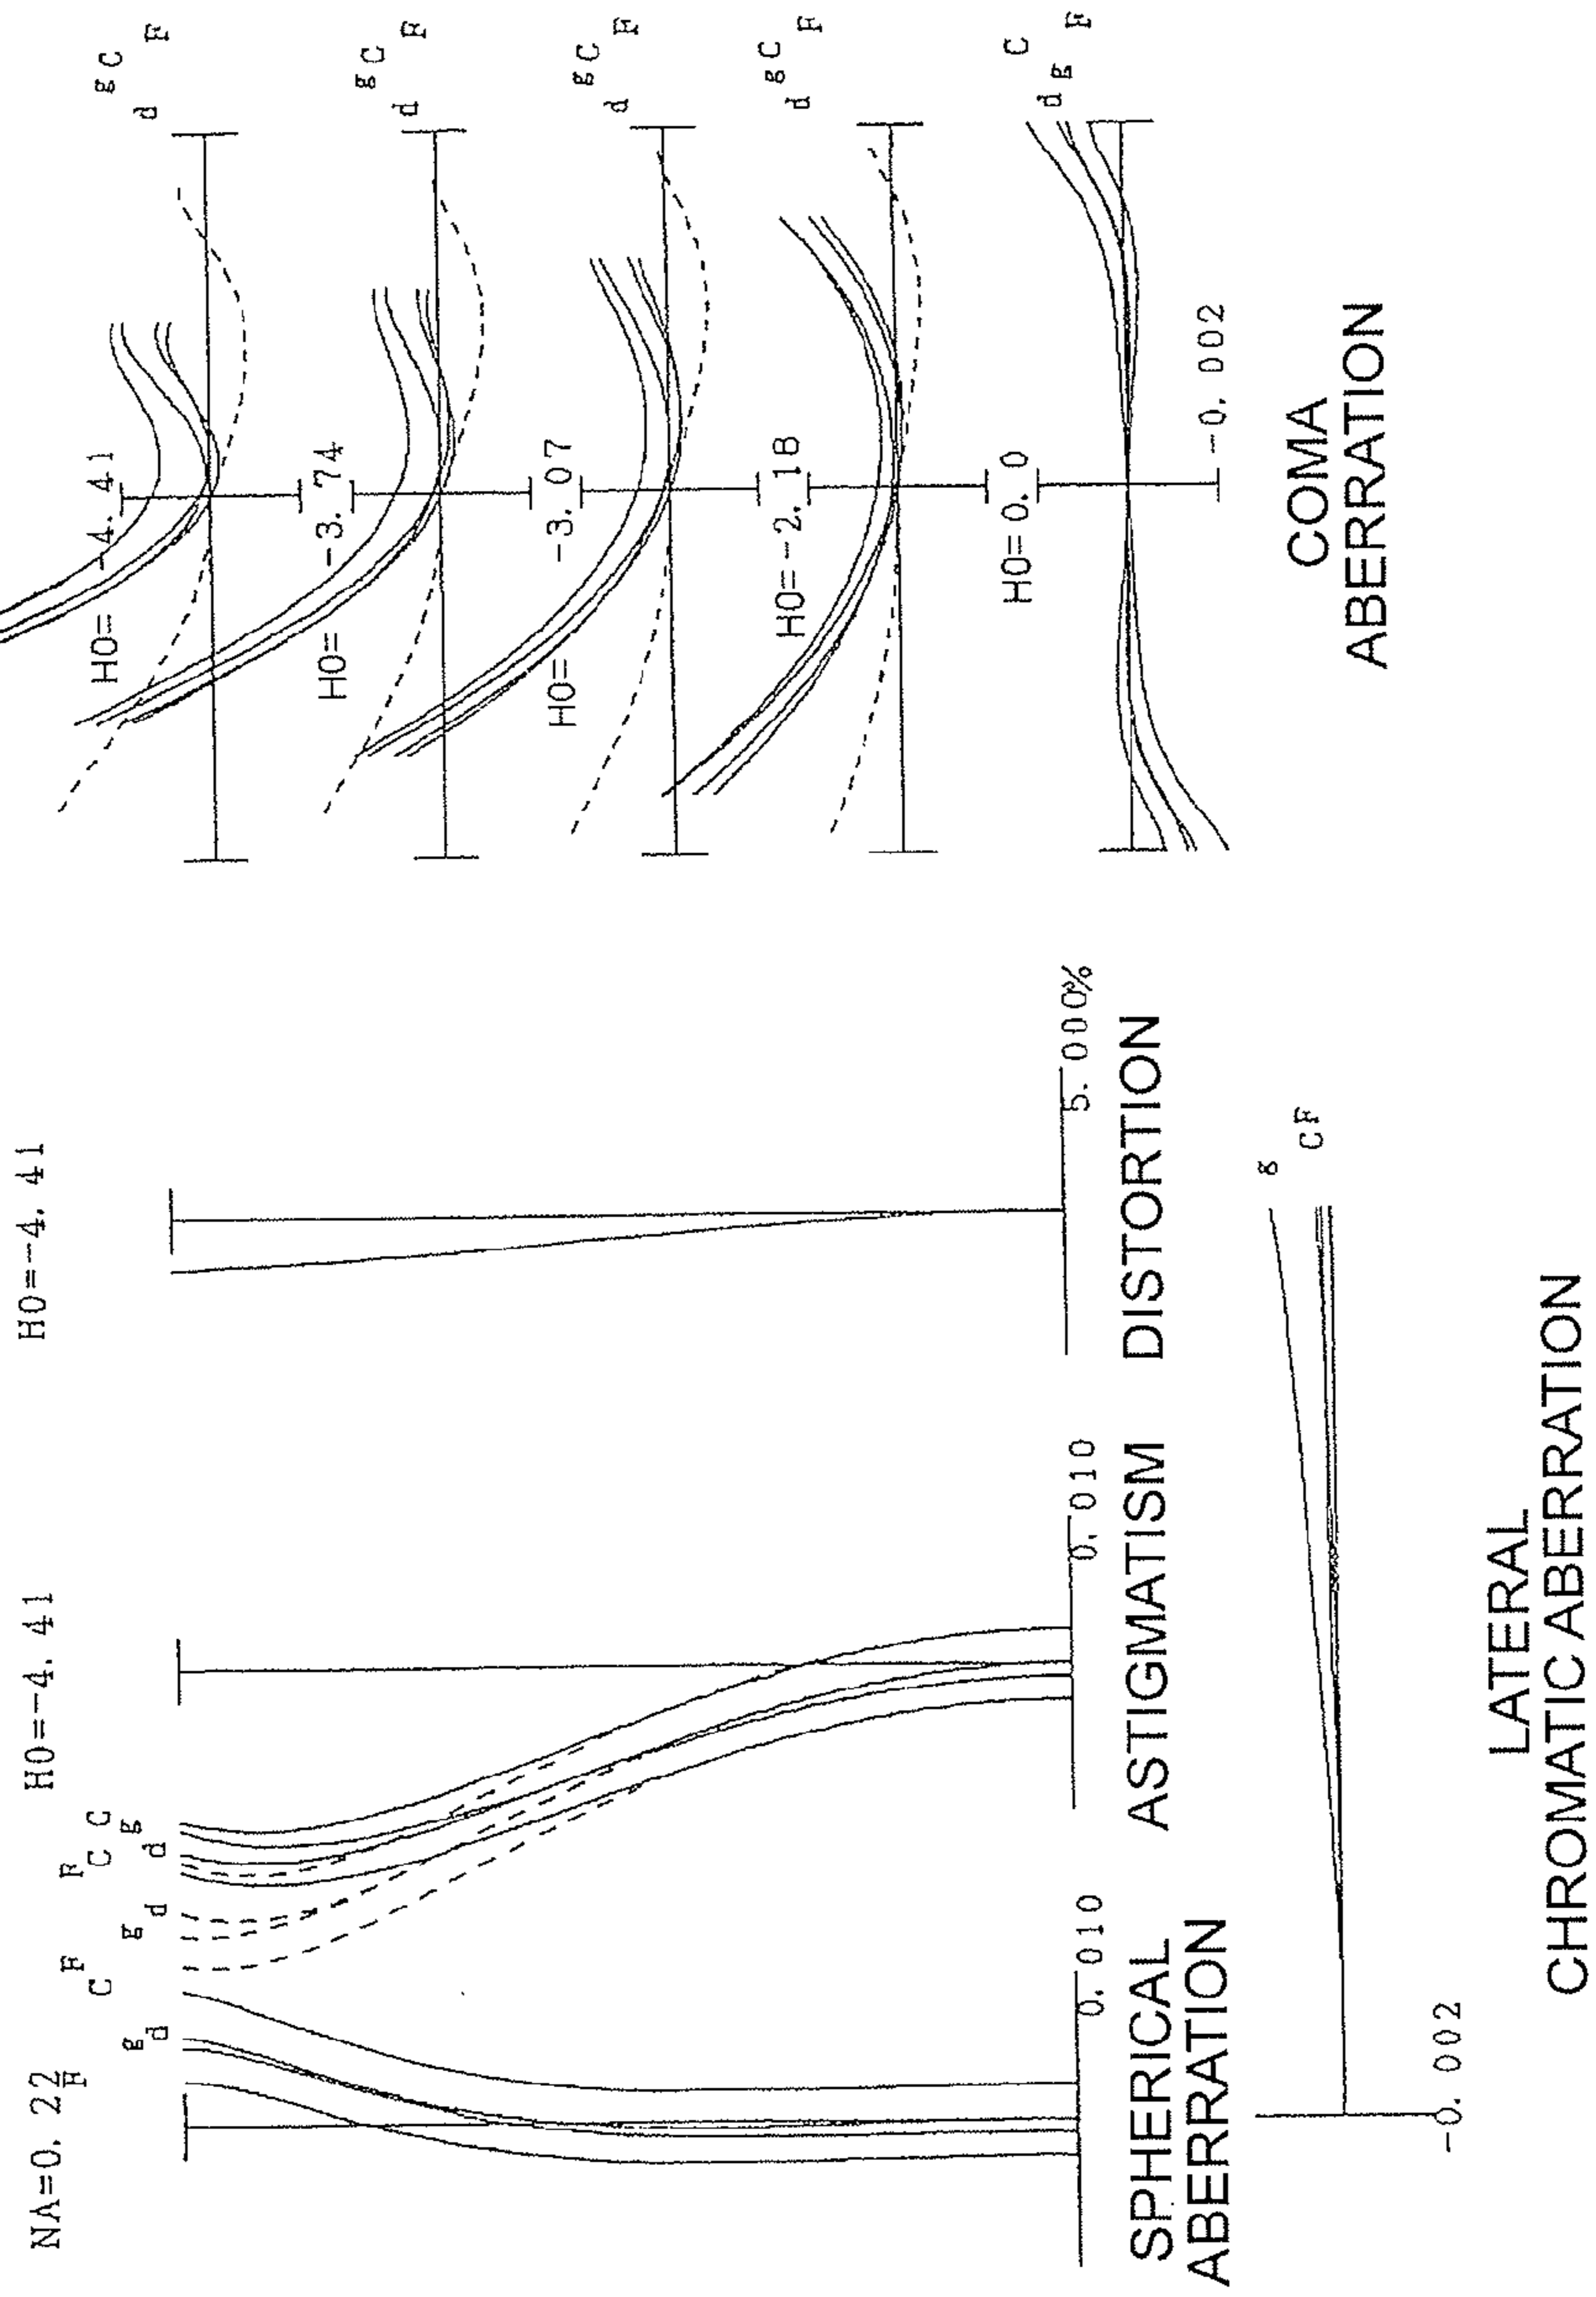 NA=0. 22
F
g
d
C
F
SPHERICAL
ABERRATION
0. 010
H0=-4. 41
g
d
F
C
d
C
g
ASTIGMATISM
0. 010
H0=-4. 41
DISTORTION
5. 000%
H0= -4. 41
d
g
C
F
H0= -3. 74
d
g
C
F
H0= -3. 07
d
g
C
F
H0=-2. 18
d
g
C
F
H0=0. 0
d
g
C
F
-0. 002
COMA
ABERRATION
g
C
F
-0. 002
LATERAL
CHROMATIC ABERRATION